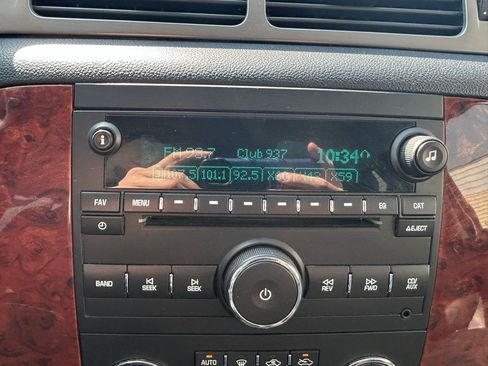 FM 93.7 Club 937 10:34
107.5 101.1 92.5 X59
FAV MENU EQ CAT
EJECT
BAND SEEK SEEK REV FWD CD/AUX
AUTO